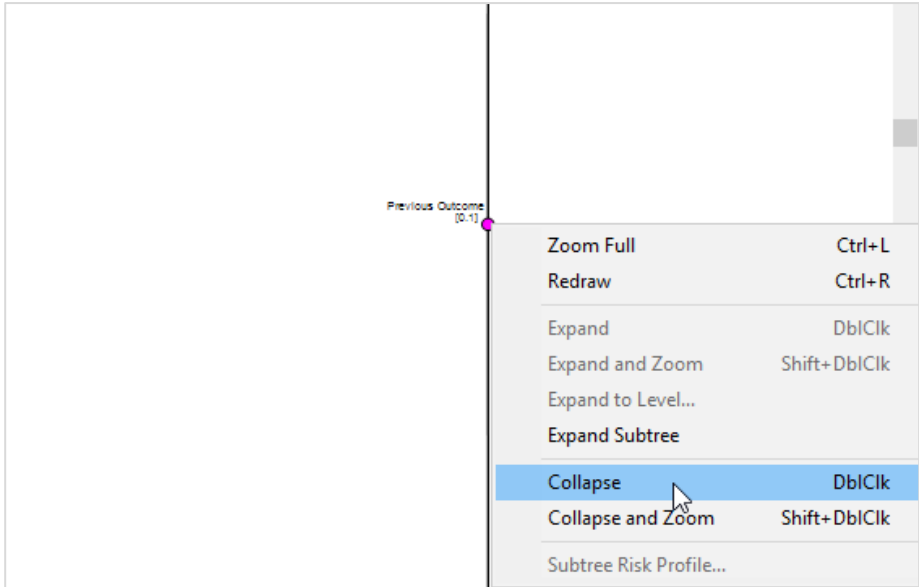 Previous Outcome
[0.1]
Zoom Full Ctrl+L
Redraw Ctrl+R
Expand DblClk
Expand and Zoom Shift+DblClk
Expand to Level...
Expand Subtree
Collapse DblClk
Collapse and Zoom Shift+DblClk
Subtree Risk Profile...